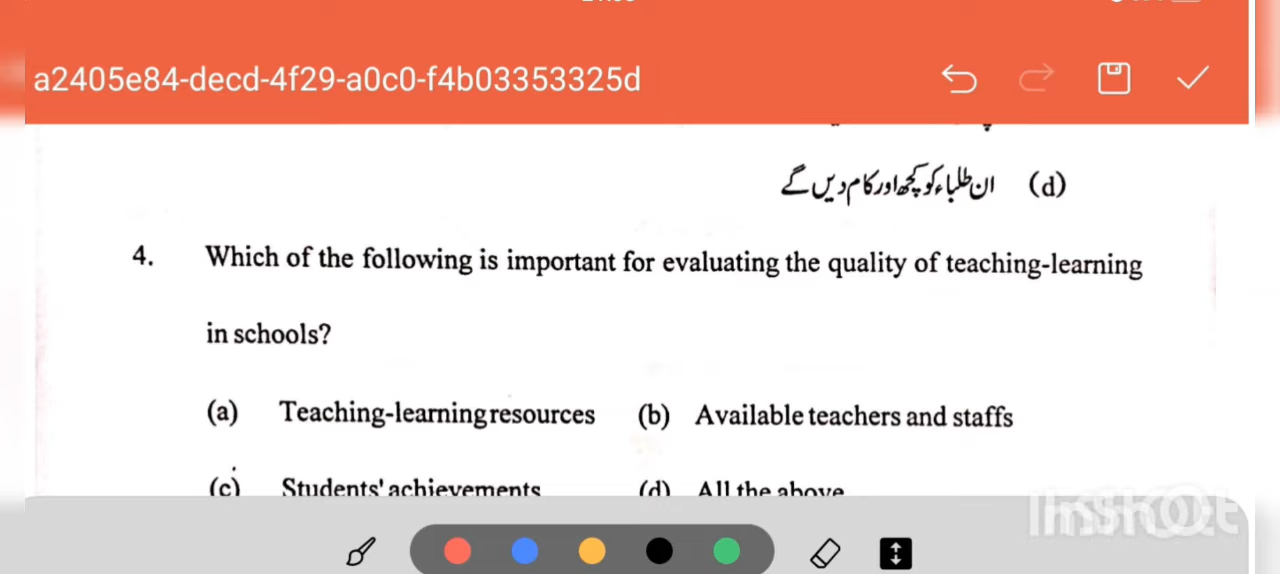 a2405e84-decd-4f29-a0c0-f4b03353325d
(d) ان طلباء کو کچھ اور کام دیں گے
4. Which of the following is important for evaluating the quality of teaching-learning
in schools?
(a) Teaching-learning resources (b) Available teachers and staffs
(c) Students' achievements (d) All the above
InShOt